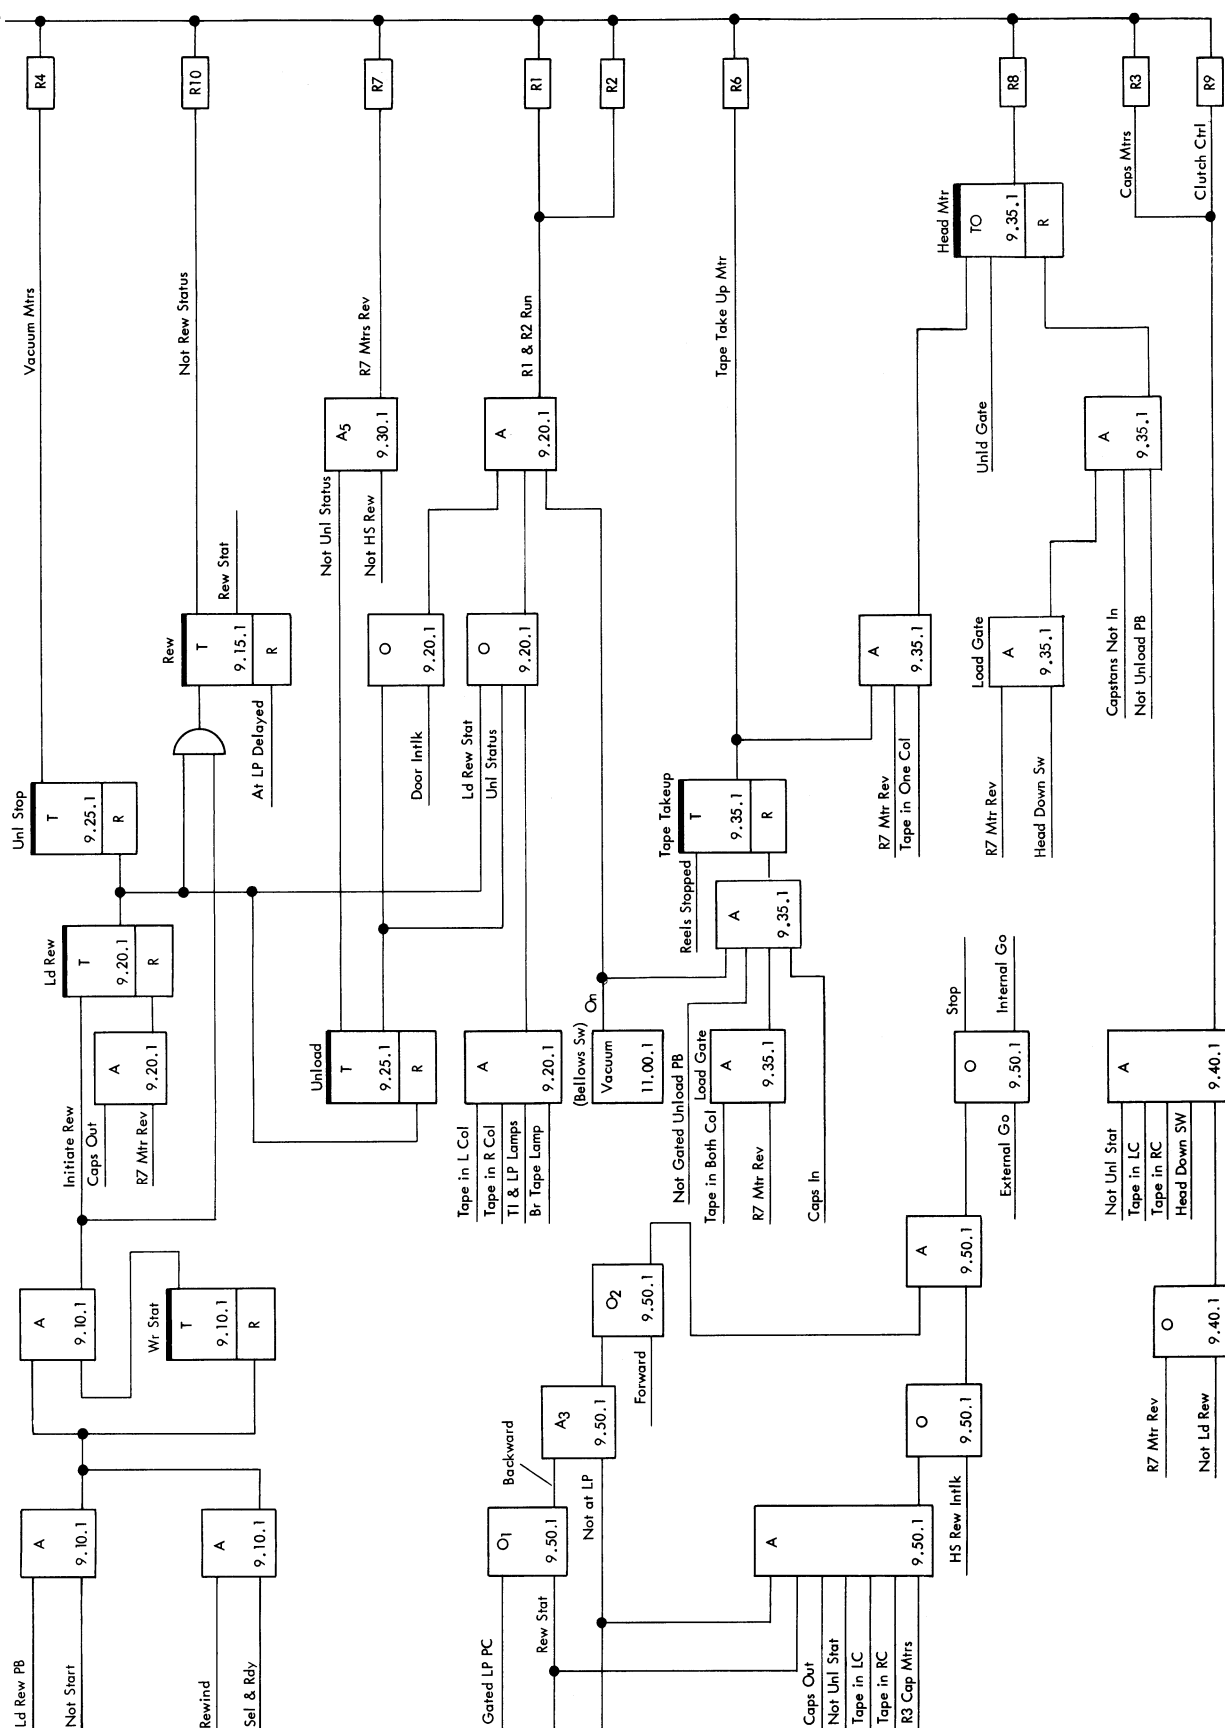 R4
R10
R7
R1
R2
R6
R8
R3
R9
Vacuum Mtrs
Not Rew Status
R7 Mtrs Rev
R1 & R2 Run
Tape Take Up Mtr
Head Mtr
TO
9.35.1
R
Caps Mtrs
Clutch Ctrl
Not Unl Status
Not HS Rew
A5
9.30.1
A
9.20.1
Unld Gate
A
9.35.1
Unl Stop
T
9.25.1
R
Rew
T
9.15.1
R
Rew Stat
At LP Delayed
O
9.20.1
Door Intlk
O
9.20.1
Ld Rew Stat
Unl Status
Tape Takeup
T
9.35.1
R
A
9.35.1
R7 Mtr Rev
Tape in One Col
Load Gate
A
9.35.1
R7 Mtr Rev
Head Down Sw
Capstans Not In
Not Unload PB
Ld Rew
T
9.20.1
R
Initiate Rew
Caps Out
R7 Mtr Rev
A
9.20.1
Unload
T
9.25.1
R
A
9.20.1
Tape in L Col
Tape in R Col
TI & LP Lamps
Br Tape Lamp
(Bellows Sw)
On
Vacuum
11.00.1
Reels Stopped
A
9.35.1
Not Gated Unload PB
Load Gate
A
9.35.1
Tape in Both Col
R7 Mtr Rev
Caps In
Stop
Internal Go
O
9.50.1
External Go
A
9.40.1
Not Unl Stat
Tape in LC
Tape in RC
Head Down SW
A
9.10.1
Wr Stat
T
9.10.1
R
O2
9.50.1
Forward
A
9.50.1
O
9.40.1
R7 Mtr Rev
Not Ld Rew
A3
9.50.1
Backward
Not at LP
O
9.50.1
HS Rew Intlk
A
9.10.1
Ld Rew PB
Not Start
A
9.10.1
Rewind
Sel & Rdy
O1
9.50.1
Gated LP PC
Rew Stat
A
9.50.1
Caps Out
Not Unl Stat
Tape in LC
Tape in RC
R3 Cap Mtrs